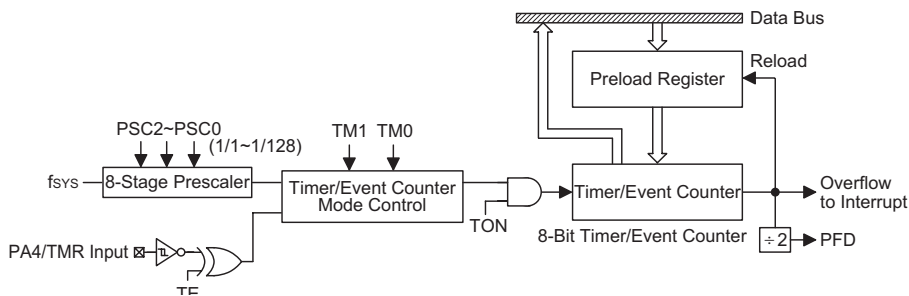 Data Bus
Preload Register
Reload
PSC2~PSC0
(1/1~1/128)
TM1 TM0
fSYS
8-Stage Prescaler
Timer/Event Counter
Mode Control
TON
Timer/Event Counter
Overflow
to Interrupt
8-Bit Timer/Event Counter
÷2
PFD
PA4/TMR Input
TE